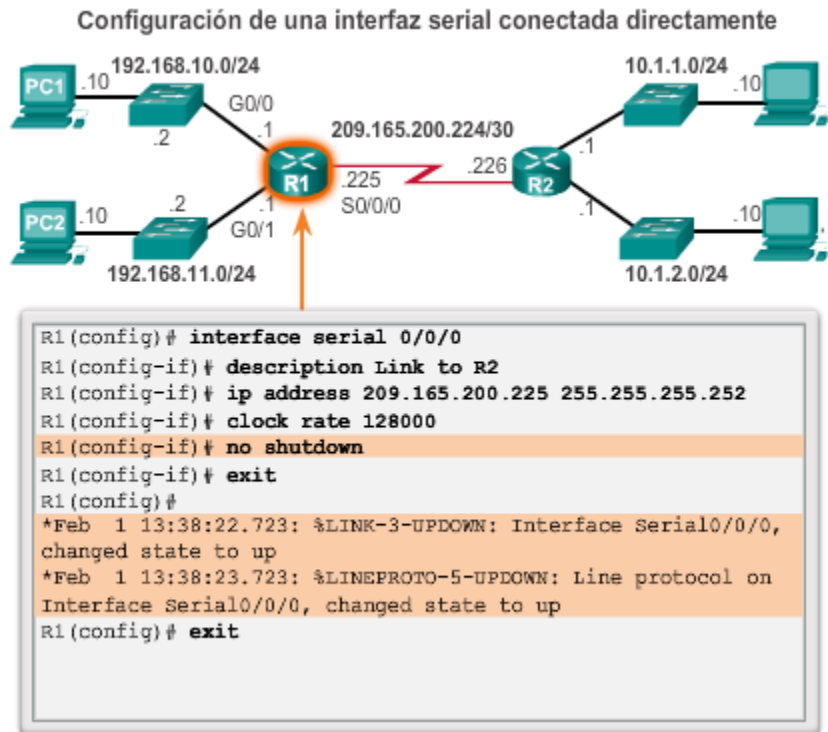 Configuración de una interfaz serial conectada directamente
192.168.10.0/24
10.1.1.0/24
PC1
.10
G0/0
.10
.2
.1
209.165.200.224/30
.1
R1
.225
.226
R2
S0/0/0
PC2
.10
.2
.1
G0/1
.1
.10
192.168.11.0/24
10.1.2.0/24
R1(config)# interface serial 0/0/0
R1(config-if)# description Link to R2
R1(config-if)# ip address 209.165.200.225 255.255.255.252
R1(config-if)# clock rate 128000
R1(config-if)# no shutdown
R1(config-if)# exit
R1(config)#
*Feb  1 13:38:22.723: %LINK-3-UPDOWN: Interface Serial0/0/0,
changed state to up
*Feb  1 13:38:23.723: %LINEPROTO-5-UPDOWN: Line protocol on
Interface Serial0/0/0, changed state to up
R1(config)# exit